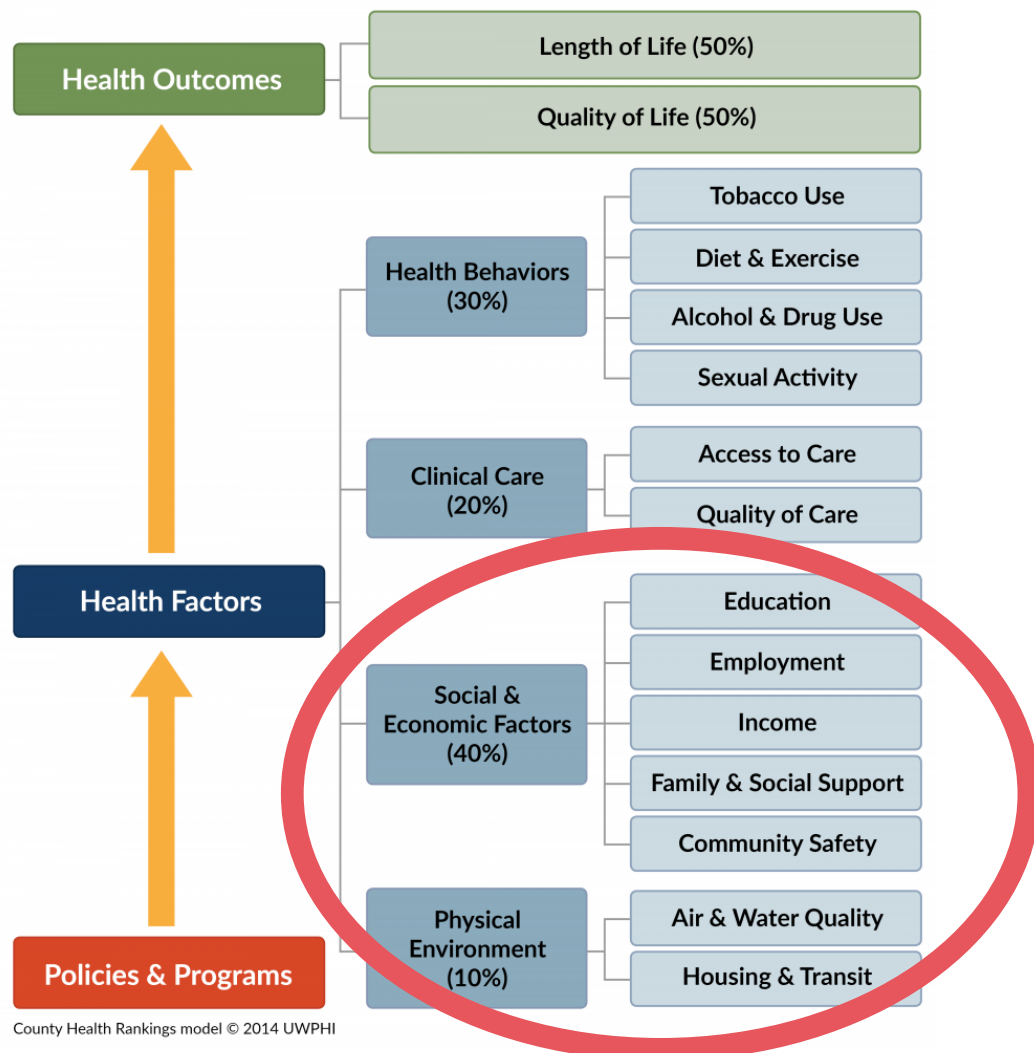 Health Outcomes
Length of Life (50%)
Quality of Life (50%)
Health Factors
Health Behaviors
(30%)
Tobacco Use
Diet & Exercise
Alcohol & Drug Use
Sexual Activity
Clinical Care
(20%)
Access to Care
Quality of Care
Social &
Economic Factors
(40%)
Education
Employment
Income
Family & Social Support
Community Safety
Physical
Environment
(10%)
Air & Water Quality
Housing & Transit
Policies & Programs
County Health Rankings model © 2014 UWPHI